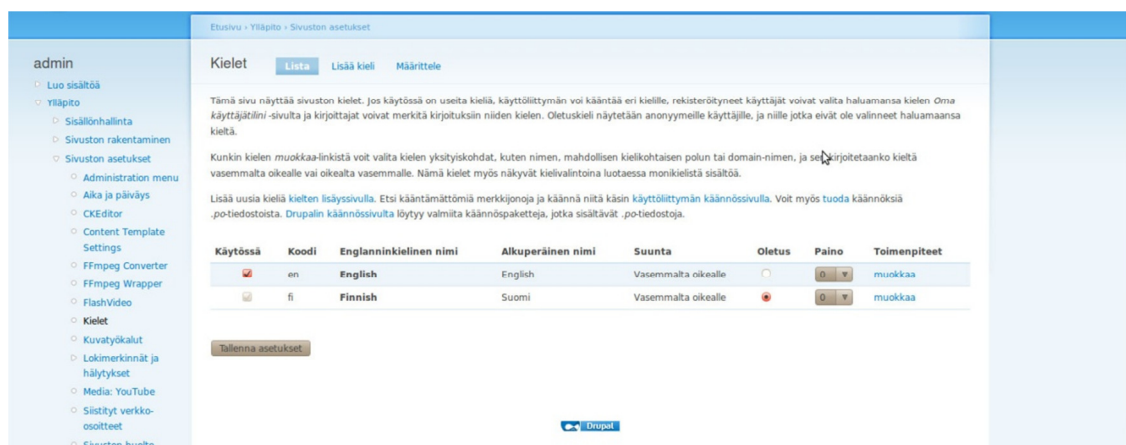 Etusivu › Ylläpito › Sivuston asetukset
admin
Luo sisältöä
Ylläpito
Sisällönhallinta
Sivuston rakentaminen
Sivuston asetukset
Administration menu
Aika ja päiväys
CKEditor
Content Template
Settings
FFmpeg Converter
FFmpeg Wrapper
FlashVideo
Kielet
Kuvatyökalut
Lokimerkinnät ja
hälytykset
Media: YouTube
Siistityt verkko-
osoitteet
Sivuston huolto
Kielet Lista Lisää kieli Määrittele
Tämä sivu näyttää sivuston kielet. Jos käytössä on useita kieliä, käyttöliittymän voi kääntää eri kielille, rekisteröityneet käyttäjät voivat valita haluamansa kielen Oma
käyttäjätilini -sivulta ja kirjoittajat voivat merkitä kirjoituksiin niiden kielen. Oletuskieli näytetään anonyymeille käyttäjille, ja niille jotka eivät ole valinneet haluamaansa
kieltä.
Kunkin kielen muokkaa-linkistä voit valita kielen yksityiskohdat, kuten nimen, mahdollisen kielikohtaisen polun tai domain-nimen, ja sen kirjoitetaanko kieltä
vasemmalta oikealle vai oikealta vasemmalle. Nämä kielet myös näkyvät kielivalintoina luotaessa monikielistä sisältöä.
Lisää uusia kieliä kielten lisäyssivulla. Etsi kääntämättömiä merkkijonoja ja käännä niitä käsin käyttöliittymän käännössivulla. Voit myös tuoda käännöksiä
.po-tiedostoista. Drupalin käännössivulta löytyy valmiita käännöspaketteja, jotka sisältävät .po-tiedostoja.
Käytössä Koodi Englanninkielinen nimi Alkuperäinen nimi Suunta Oletus Paino Toimenpiteet
en English English Vasemmalta oikealle 0 muokkaa
fi Finnish Suomi Vasemmalta oikealle 0 muokkaa
Tallenna asetukset
Drupal